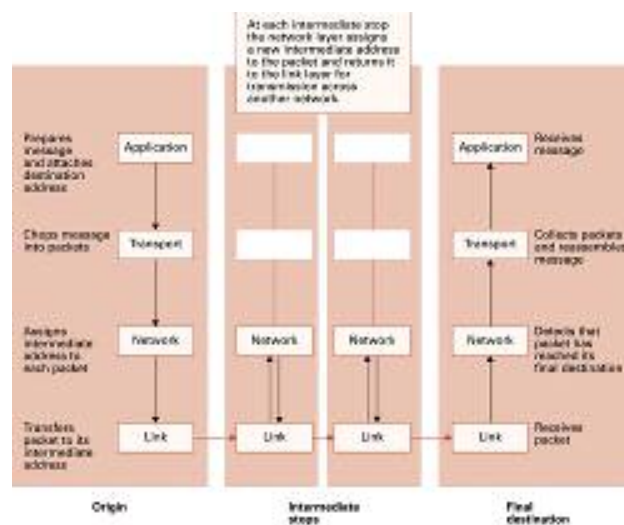 At each intermediate stop
the network layer assigns
a new intermediate address
to the packet and returns it
to the link layer for
transmission across
another network.
Prepares
message
and attaches
destination
address
Application
Application
Receives
message
Chops message
into packets
Transport
Transport
Collects packets
and reassembles
message
Assigns
intermediate
address to
each packet
Network
Network
Network
Network
Detects that
packet has
reached its
final destination
Transfers
packet to its
intermediate
address
Link
Link
Link
Link
Receives
packet
Origin
Intermediate
stops
Final
destination